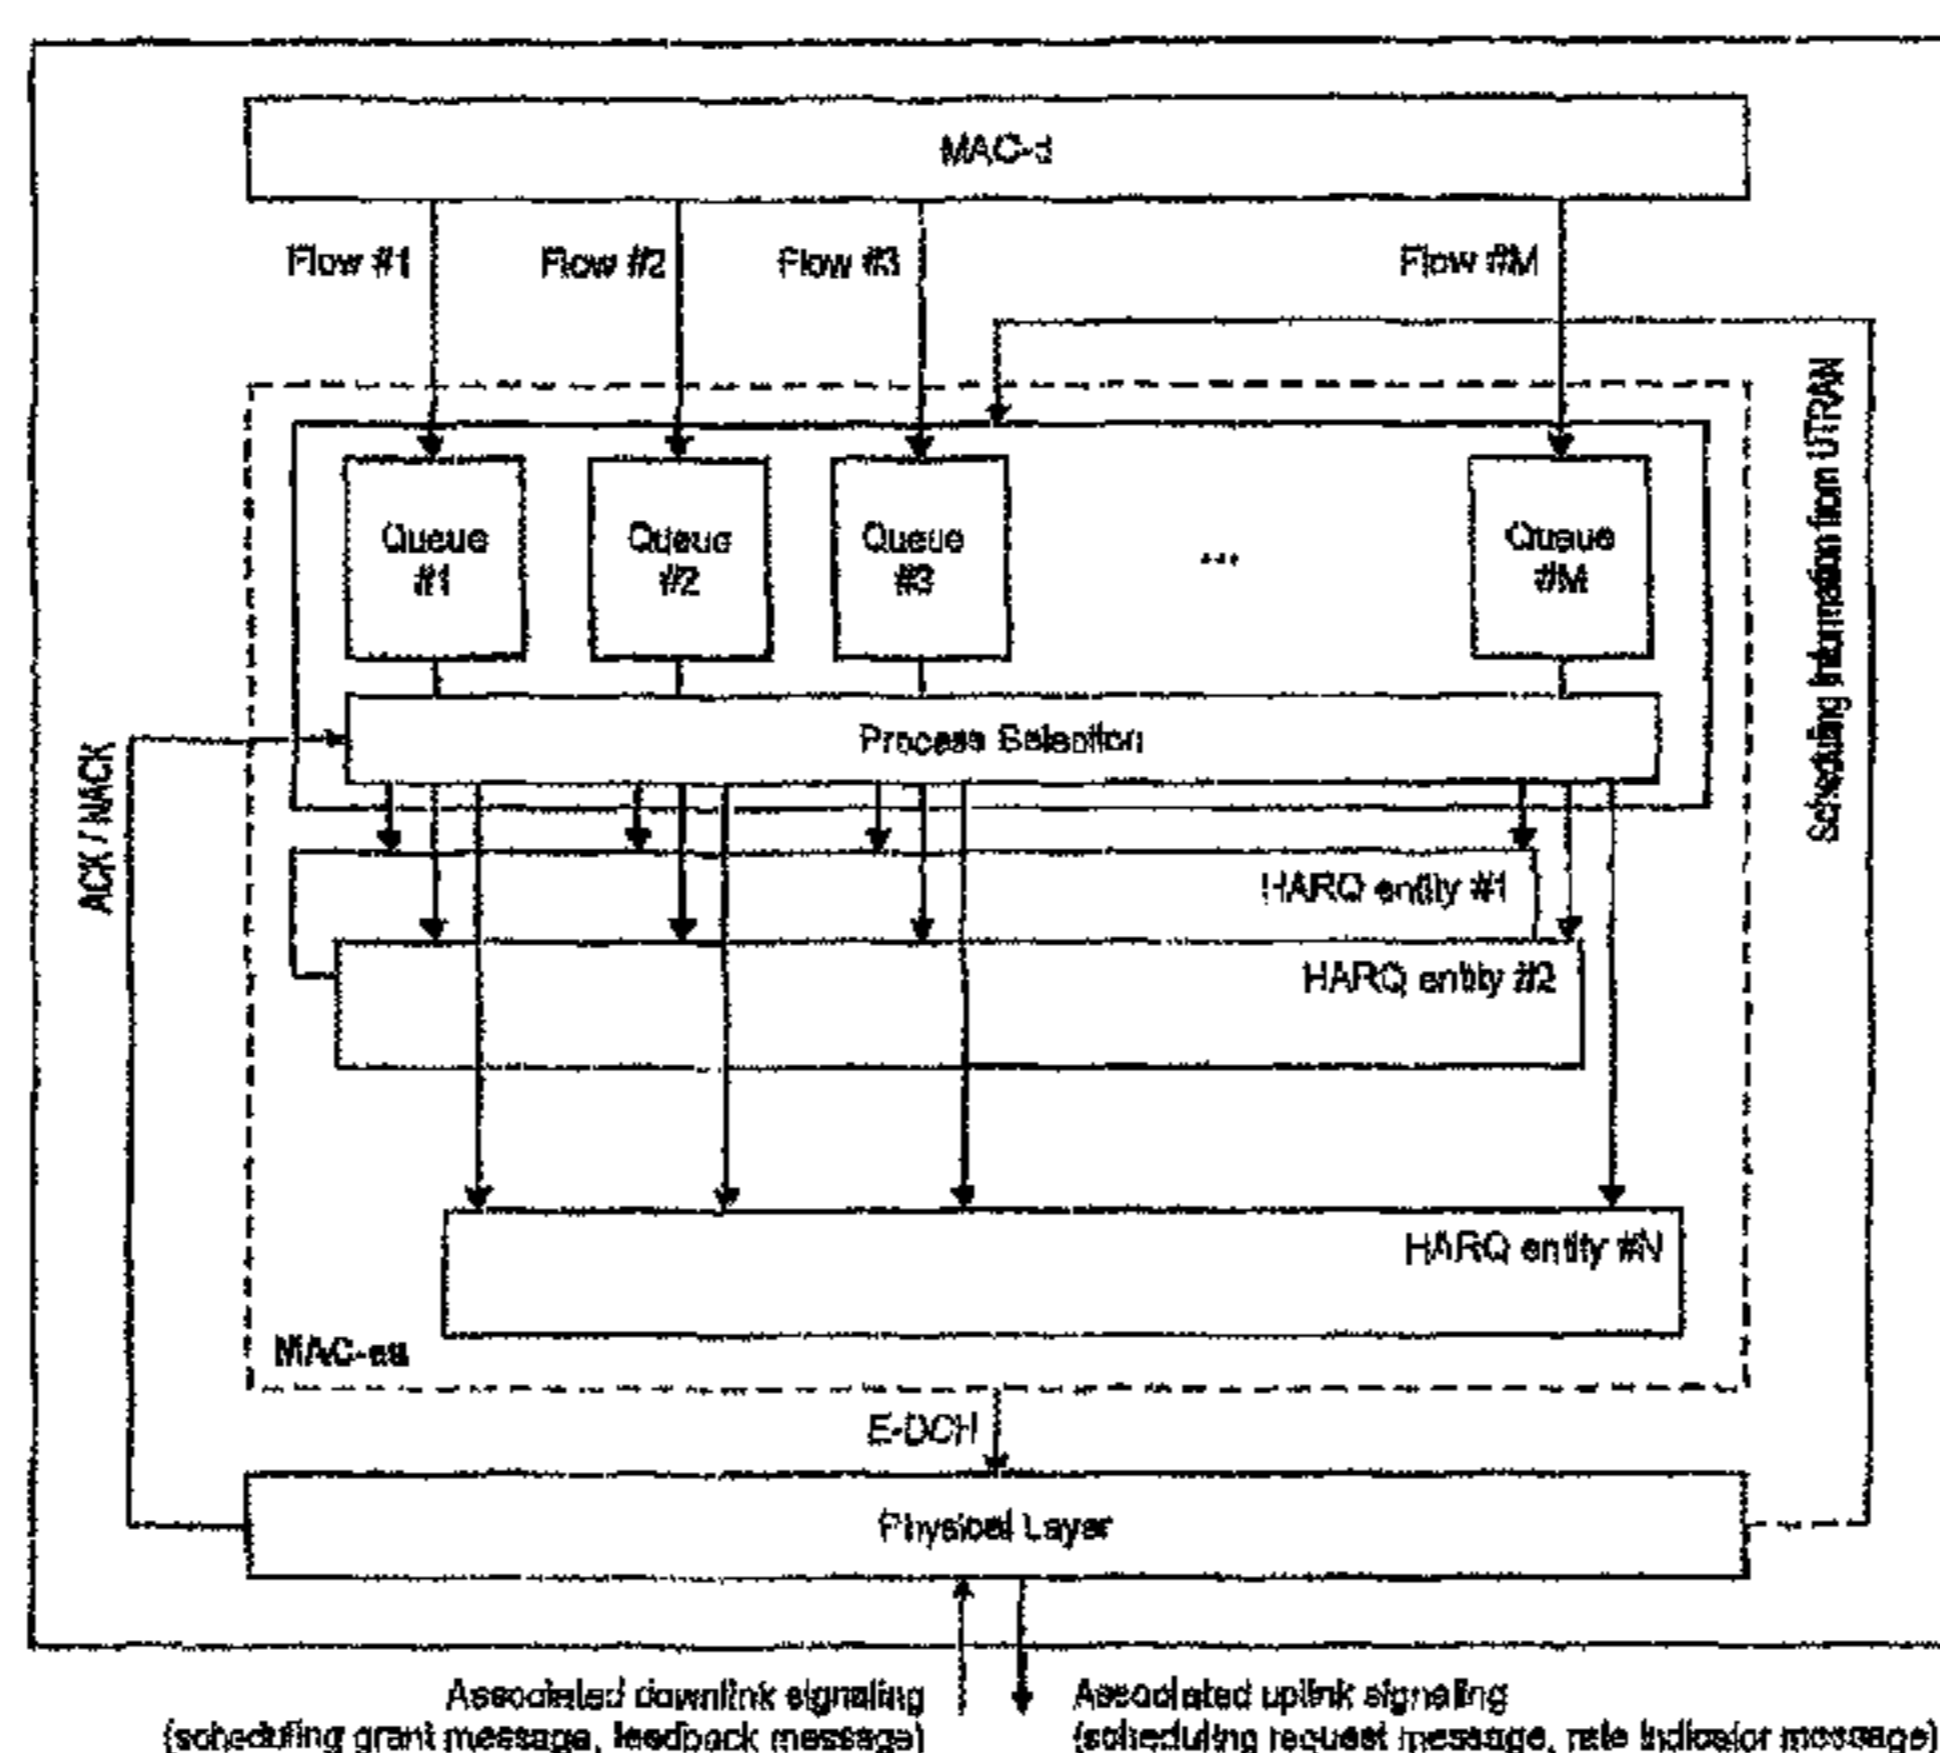 MAC-d
Flow #1
Flow #2
Flow #3
Flow #M
Scheduling Information from UTRAN
Queue
#1
Queue
#2
Queue
#3
...
Queue
#M
Process Selection
ACK / NACK
HARQ entity #1
HARQ entity #2
HARQ entity #N
MAC-eu
E-DCH
Physical Layer
Associated downlink signaling
(scheduling grant message, feedback message)
Associated uplink signaling
(scheduling request message, rate indicator message)